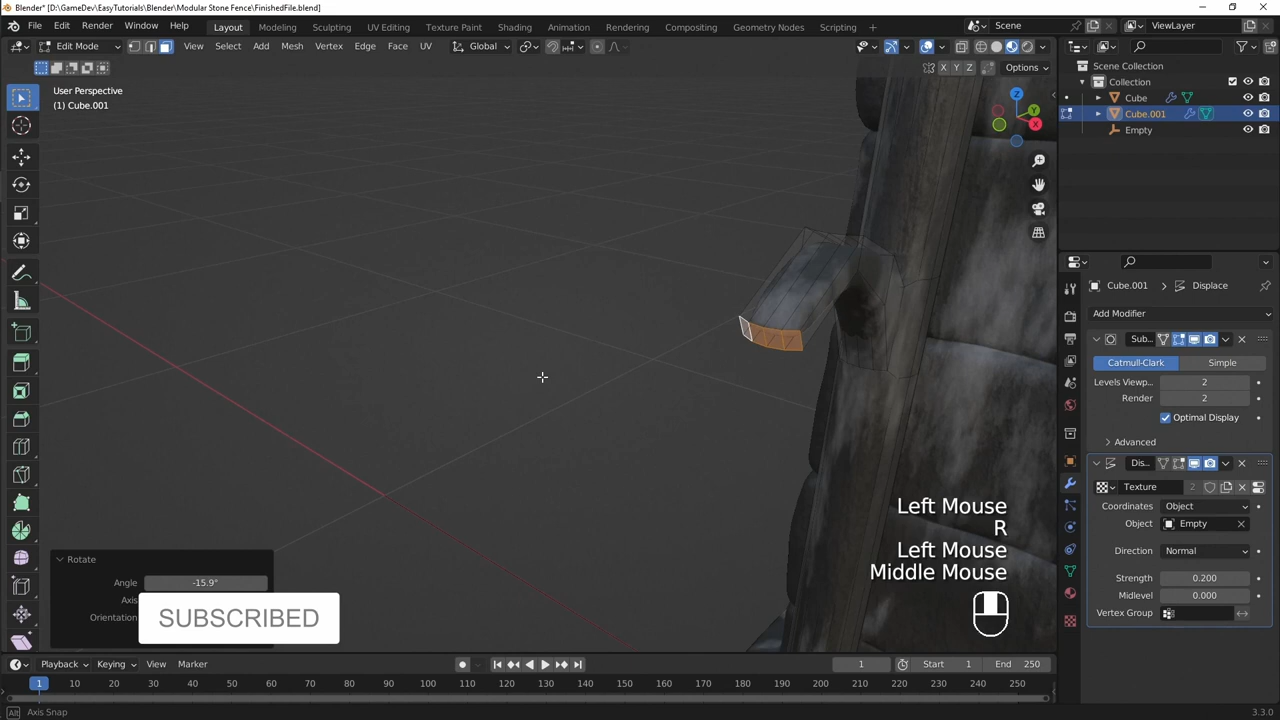 Blender* [D:\GameDev\EasyTutorials\Blender\Modular Stone Fence\FinishedFile.blend]
File Edit Render Window Help Layout Modeling Sculpting UV Editing Texture Paint Shading Animation Rendering Compositing Geometry Nodes Scripting + Scene ViewLayer
Edit Mode View Select Add Mesh Vertex Edge Face UV Global
X Y Z Options
User Perspective
(1) Cube.001
Z
Y
X
Scene Collection
Collection
Cube
Cube.001
Empty
Cube.001 > Displace
Add Modifier
Sub...
Catmull-Clark Simple
Levels Viewp... 2
Render 2
Optimal Display
Advanced
Dis...
Texture 2
Coordinates Object
Object Empty
Direction Normal
Strength 0.200
Midlevel 0.000
Vertex Group
Left Mouse
R
Left Mouse
Middle Mouse
Rotate
Angle -15.9°
Axis
Orientation
SUBSCRIBED
Playback Keying View Marker 1 Start 1 End 250
1 10 20 30 40 50 60 70 80 90 100 110 120 130 140 150 160 170 180 190 200 210 220 230 240 250
Alt Axis Snap 3.3.0